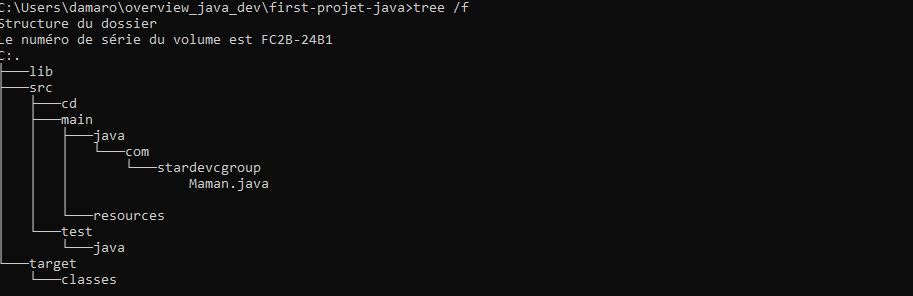 C:\Users\damaro\overview_java_dev\first-projet-java>tree /f
Structure du dossier
Le numéro de série du volume est FC2B-24B1
C:.
├───lib
├───src
│   ├───cd
│   ├───main
│   │   ├───java
│   │   │   └───com
│   │   │       └───stardevcgroup
│   │   │               Maman.java
│   │   │
│   │   └───resources
│   └───test
│       └───java
└───target
    └───classes